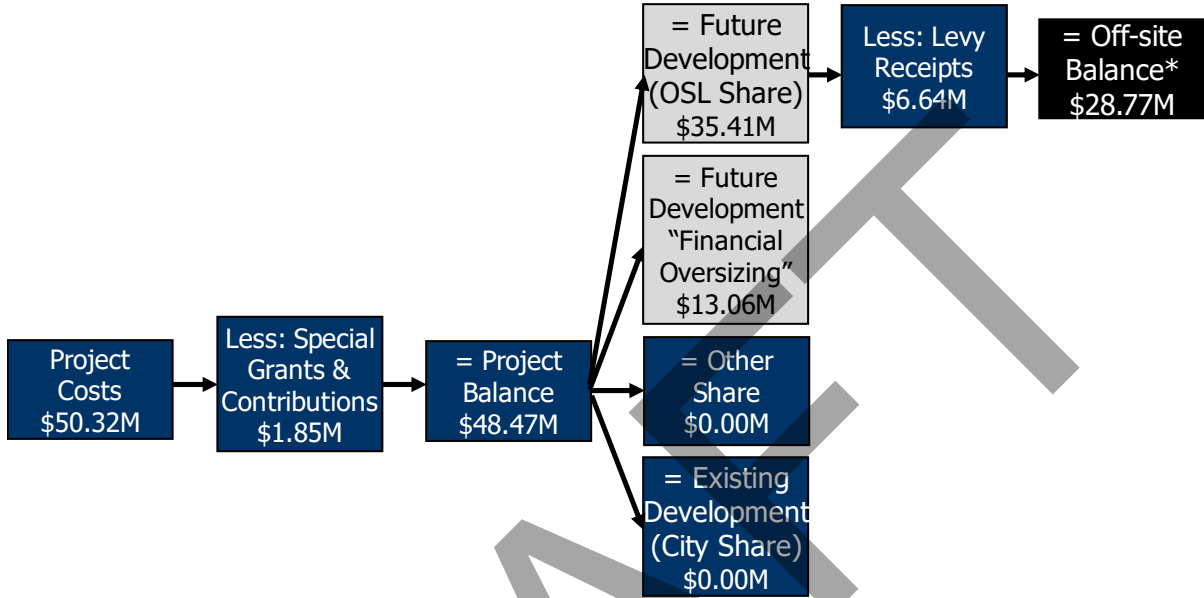 Project
Costs
$50.32M
Less: Special
Grants &
Contributions
$1.85M
= Project
Balance
$48.47M
= Future
Development
(OSL Share)
$35.41M
Less: Levy
Receipts
$6.64M
= Off-site
Balance*
$28.77M
= Future
Development
“Financial
Oversizing”
$13.06M
= Other
Share
$0.00M
= Existing
Development
(City Share)
$0.00M